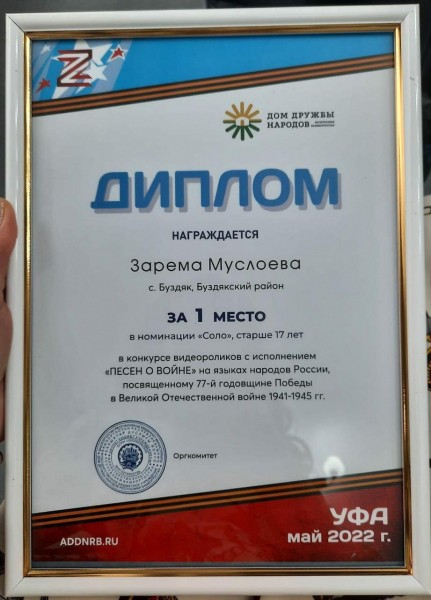 Z
ДОМ ДРУЖБЫ
НАРОДОВ
ДИПЛОМ
НАГРАЖДАЕТСЯ
Зарема Муслоева
с. Буздяк, Буздякский район
ЗА 1 МЕСТО
в номинации «Соло», старше 17 лет
в конкурсе видеороликов с исполнением
«ПЕСЕН О ВОЙНЕ» на языках народов России,
посвященному 77-й годовщине Победы
в Великой Отечественной войне 1941-1945 гг.
Оргкомитет
УФА
ADDNRB.RU
май 2022 г.